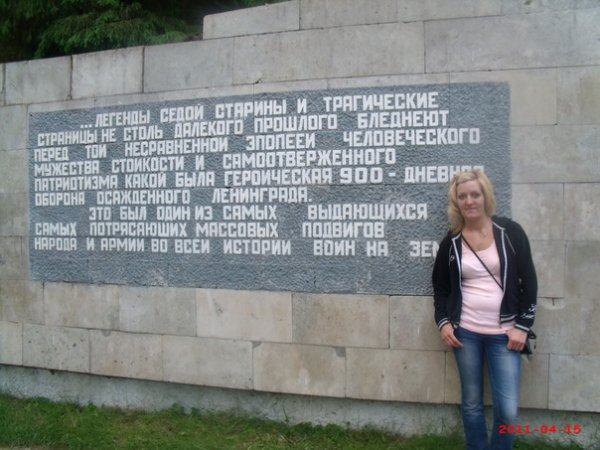 ... ЛЕГЕНДЫ СЕДОЙ СТАРИНЫ И ТРАГИЧЕСКИЕ
СТРАНИЦЫ НЕ СТОЛЬ ДАЛЕКОГО ПРОШЛОГО БЛЕДНЕЮТ
ПЕРЕД ТОЙ НЕСРАВНЕННОЙ ЭПОПЕЕЙ ЧЕЛОВЕЧЕСКОГО
МУЖЕСТВА СТОЙКОСТИ И САМООТВЕРЖЕННОГО
ПАТРИОТИЗМА КАКОЙ БЫЛА ГЕРОИЧЕСКАЯ 900 - ДНЕВНАЯ
ОБОРОНА ОСАЖДЕННОГО ЛЕНИНГРАДА.
ЭТО БЫЛ ОДИН ИЗ САМЫХ ВЫДАЮЩИХСЯ
САМЫХ ПОТРЯСАЮЩИХ МАССОВЫХ ПОДВИГОВ
НАРОДА И АРМИИ ВО ВСЕЙ ИСТОРИИ ВОЙН НА
2011-04-15